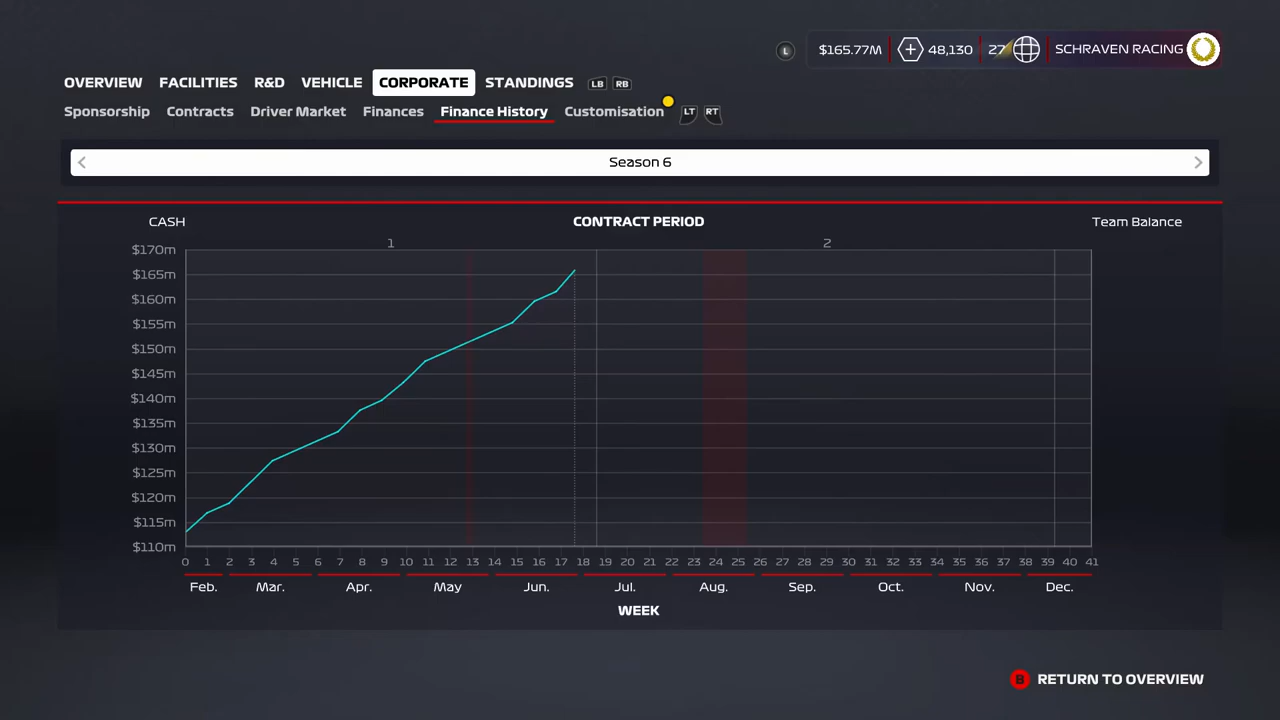 L $165.77M 48,130 27 SCHRAVEN RACING
OVERVIEW FACILITIES R&D VEHICLE CORPORATE STANDINGS LB RB
Sponsorship Contracts Driver Market Finances Finance History Customisation LT RT
Season 6
CASH CONTRACT PERIOD Team Balance
1 2
$170m
$165m
$160m
$155m
$150m
$145m
$140m
$135m
$130m
$125m
$120m
$115m
$110m
0 1 2 3 4 5 6 7 8 9 10 11 12 13 14 15 16 17 18 19 20 21 22 23 24 25 26 27 28 29 30 31 32 33 34 35 36 37 38 39 40 41
Feb. Mar. Apr. May Jun. Jul. Aug. Sep. Oct. Nov. Dec.
WEEK
B RETURN TO OVERVIEW